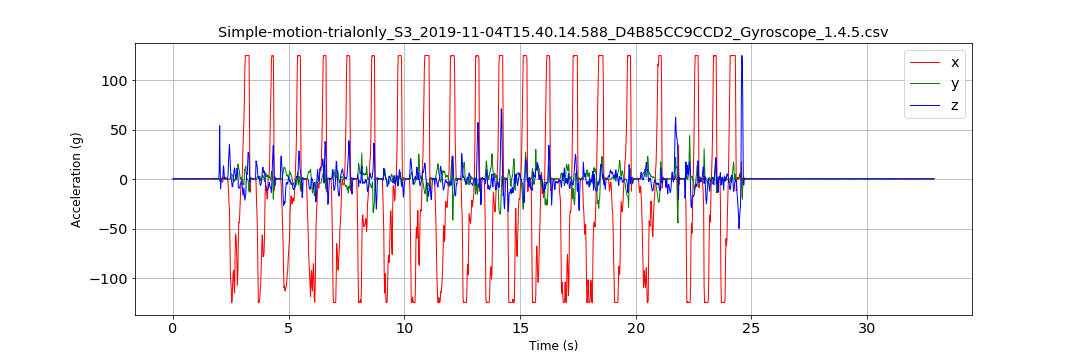 Simple-motion-trialonly_S3_2019-11-04T15.40.14.588_D4B85CC9CCD2_Gyroscope_1.4.5.csv
x
y
z
Acceleration (g)
100
50
0
−50
−100
0 5 10 15 20 25 30
Time (s)